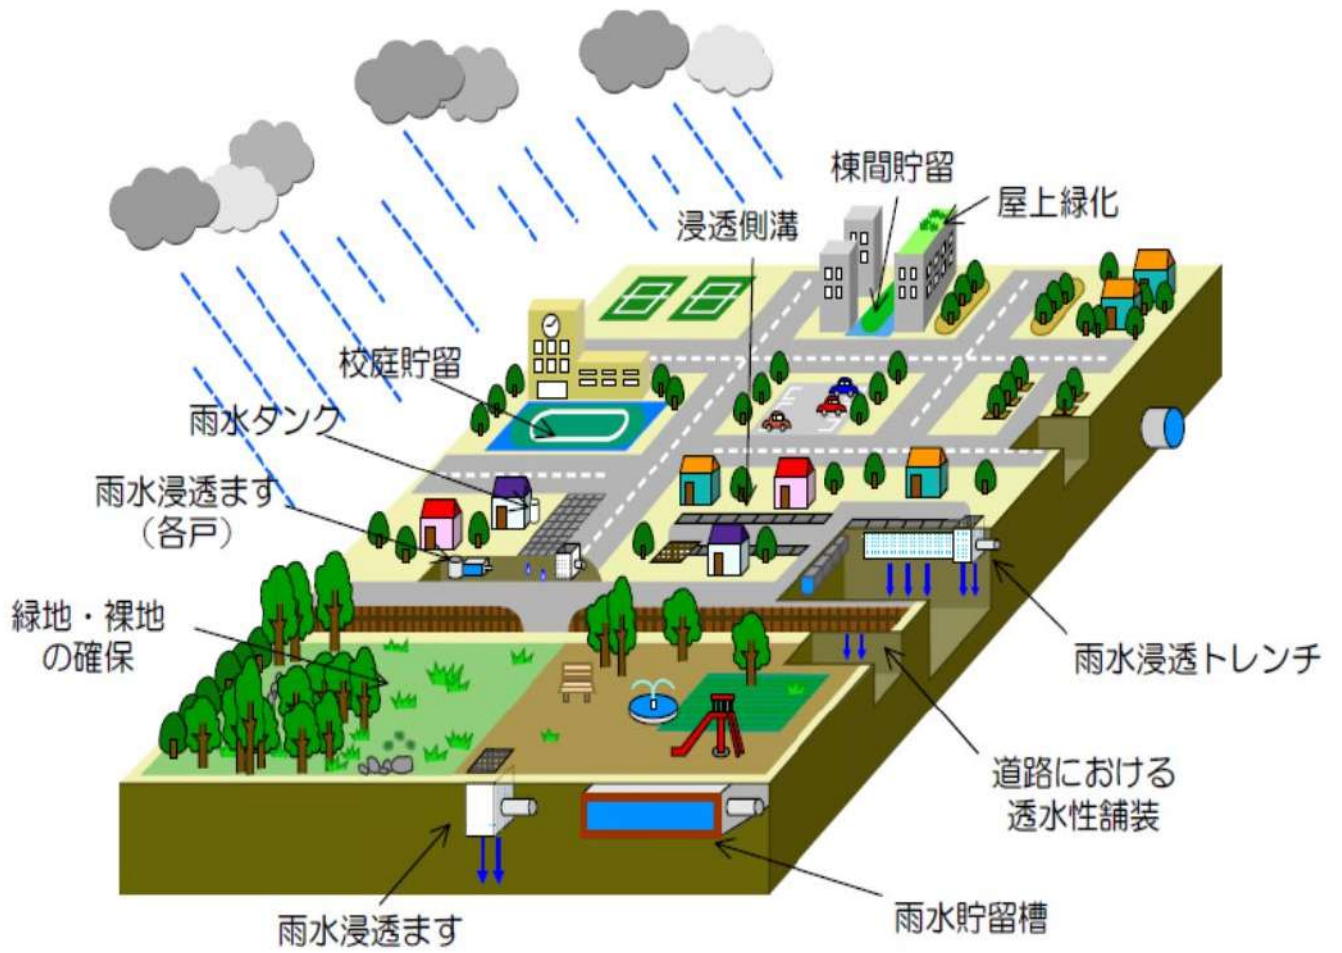 棟間貯留
屋上緑化
浸透側溝
校庭貯留
雨水タンク
雨水浸透ます
（各戸）
緑地・裸地
の確保
雨水浸透トレンチ
道路における
透水性舗装
雨水貯留槽
雨水浸透ます